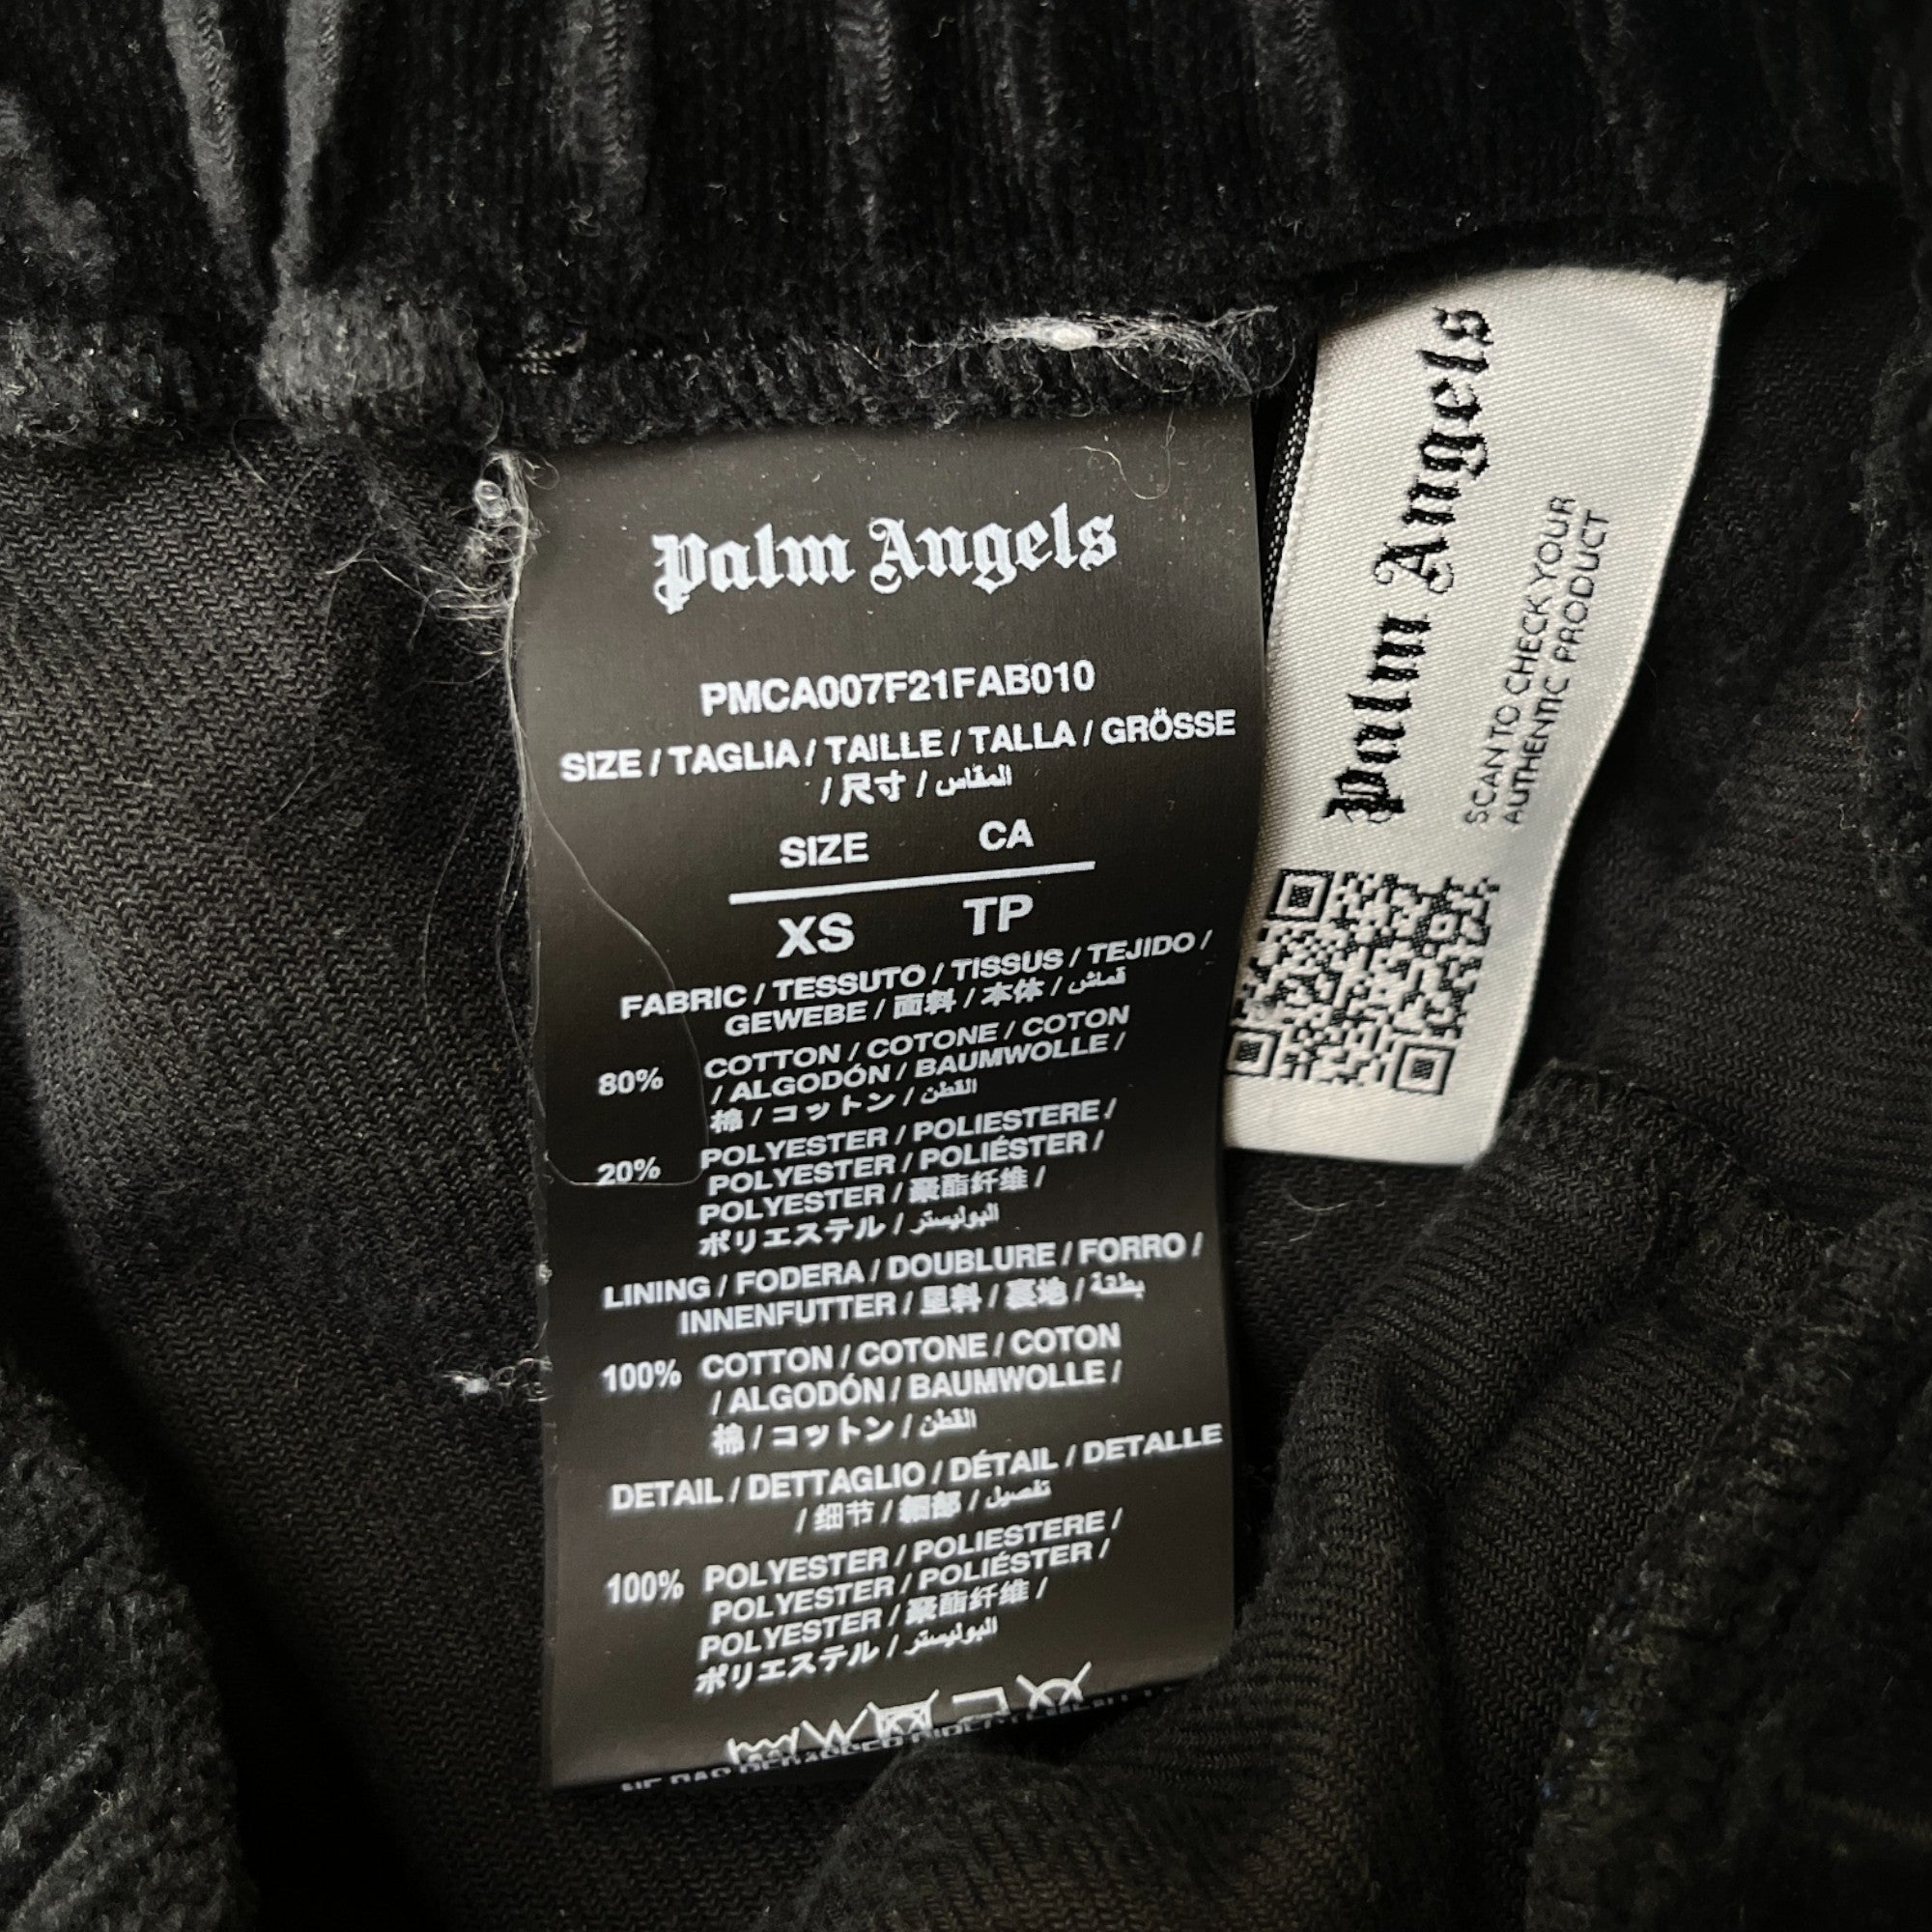 Palm Angels
PMCA007F21FAB010
SIZE / TAGLIA / TAILLE / TALLA / GRÖSSE
/ 尺寸 / المقاس
SIZE CA
XS TP
FABRIC / TESSUTO / TISSUS / TEJIDO /
GEWEBE / 面料 / 本体 / قماش
80% COTTON / COTONE / COTON
/ ALGODÓN / BAUMWOLLE /
棉 / コットン / القطن
20% POLYESTER / POLIESTERE /
POLYESTER / POLIÉSTER /
POLYESTER / 聚酯纤维 /
ポリエステル / البوليستر
LINING / FODERA / DOUBLURE / FORRO /
INNENFUTTER / 里料 / 裏地 / بطقة
100% COTTON / COTONE / COTON
/ ALGODÓN / BAUMWOLLE /
棉 / コットン / القطن
DETAIL / DETTAGLIO / DÉTAIL / DETALLE
/ 细节 / 細部 / تفصيل
100% POLYESTER / POLIESTERE /
POLYESTER / POLIÉSTER /
POLYESTER / 聚酯纤维 /
ポリエステル / البوليستر
Palm Angels
SCAN TO CHECK YOUR
AUTHENTIC PRODUCT